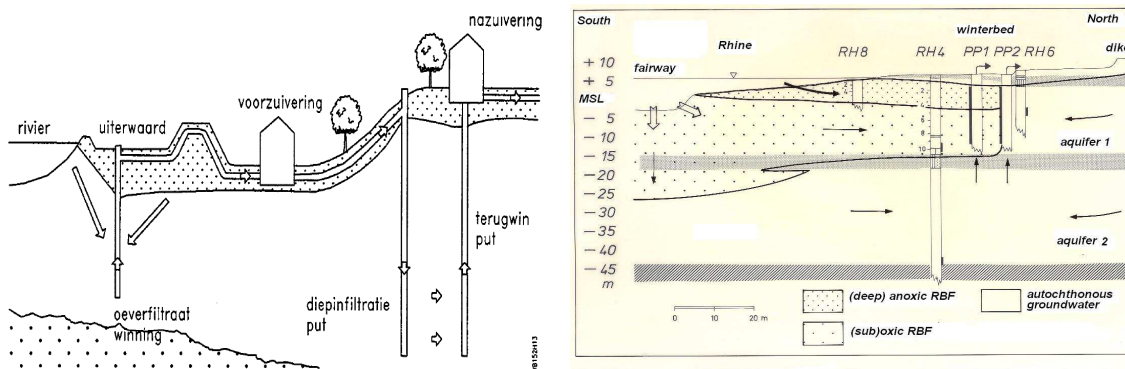 nazuivering
voorzuivering
rivier
uiterwaard
terugwin
put
oeverfiltraat
winning
diepinfiltratie
put
South
North
winterbed
Rhine
RH8
RH4
PP1
PP2
RH6
dike
fairway
+ 10
+ 5
MSL
- 5
- 10
- 15
- 20
- 25
- 30
- 35
- 40
- 45
m
aquifer 1
aquifer 2
0 10 20 m
(deep) anoxic RBF
autochthonous
groundwater
(sub)oxic RBF